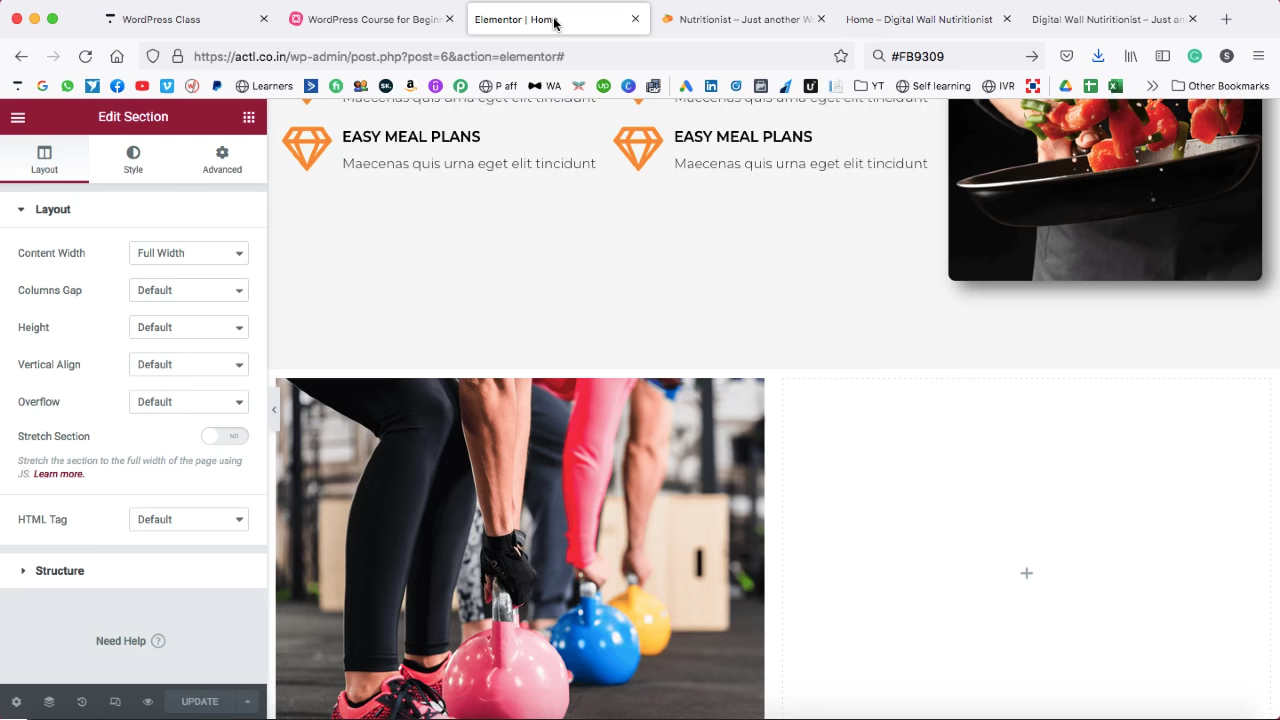 WordPress Class
WordPress Course for Beginn
Elementor | Hom
Nutritionist – Just another W
Home – Digital Wall Nutiritionist
Digital Wall Nutiritionist – Just an
https://actl.co.in/wp-admin/post.php?post=6&action=elementor#
#FB9309
Learners
P aff
WA
YT
Self learning
IVR
Other Bookmarks
Edit Section
Layout
Style
Advanced
Layout
Content Width
Full Width
Columns Gap
Default
Height
Default
Vertical Align
Default
Overflow
Default
Stretch Section
NO
Stretch the section to the full width of the page using
JS. Learn more.
HTML Tag
Default
Structure
Need Help ?
UPDATE
Maecenas quis urna eget elit tincidunt
Maecenas quis urna eget elit tincidunt
EASY MEAL PLANS
Maecenas quis urna eget elit tincidunt
EASY MEAL PLANS
Maecenas quis urna eget elit tincidunt